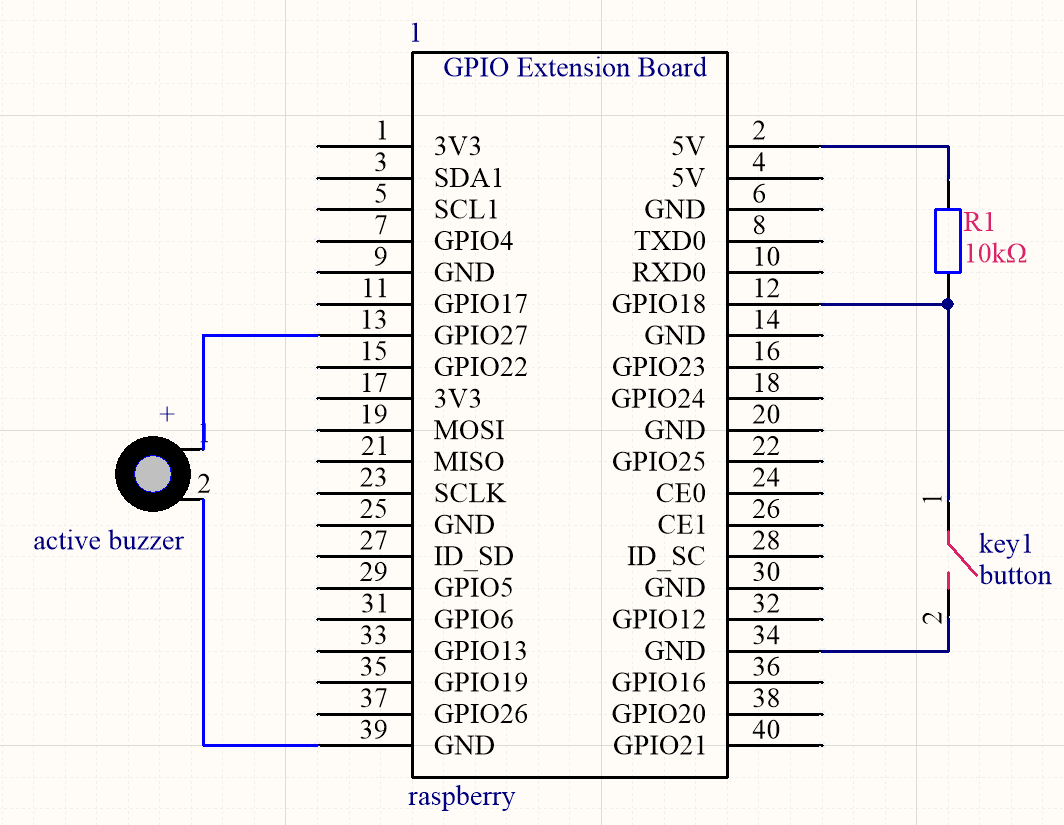 1
GPIO Extension Board
1 3V3 5V 2
3 SDA1 5V 4
5 SCL1 GND 6
7 GPIO4 TXD0 8
9 GND RXD0 10
11 GPIO17 GPIO18 12
13 GPIO27 GND 14
15 GPIO22 GPIO23 16
17 3V3 GPIO24 18
19 MOSI GND 20
21 MISO GPIO25 22
23 SCLK CE0 24
25 GND CE1 26
27 ID_SD ID_SC 28
29 GPIO5 GND 30
31 GPIO6 GPIO12 32
33 GPIO13 GND 34
35 GPIO19 GPIO16 36
37 GPIO26 GPIO20 38
39 GND GPIO21 40
raspberry
+
1
2
active buzzer
R1
10kΩ
1
key1
button
2